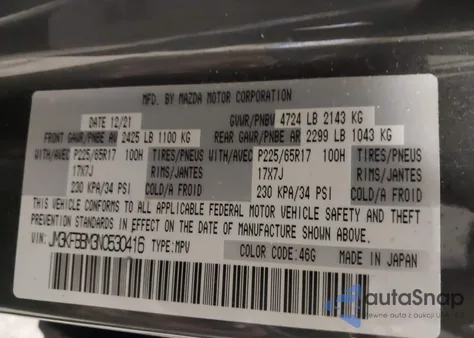 MFD. BY MAZDA MOTOR CORPORATION
DATE 12/21 GVWR/PNBV 4724 LB 2143 KG
FRONT GAWR/PNBE AV 2425 LB 1100 KG REAR GAWR/PNBE AR 2299 LB 1043 KG
WITH/AVEC P225/65R17 100H TIRES/PNEUS WITH/AVEC P225/65R17 100H TIRES/PNEUS
17X7J RIMS/JANTES 17X7J RIMS/JANTES
230 KPA/34 PSI COLD/A FROID 230 KPA/34 PSI COLD/A FROID
THIS VEHICLE CONFORMS TO ALL APPLICABLE FEDERAL MOTOR VEHICLE SAFETY AND THEFT
PREVENTION STANDARDS IN EFFECT ON THE DATE OF MANUFACTURE SHOWN ABOVE.
VIN: JM3KFBBM3N0530416 TYPE: MPV COLOR CODE: 46G MADE IN JAPAN
autoSnap